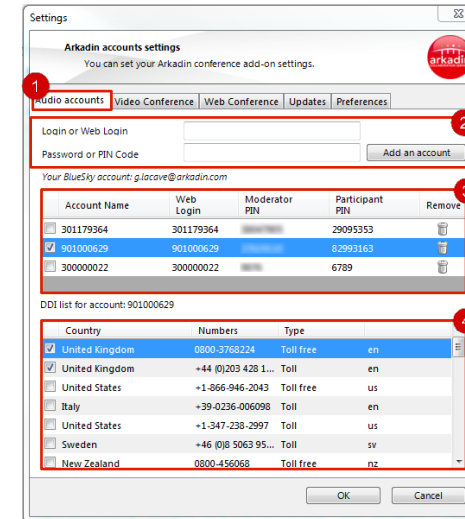 Settings
Arkadin accounts settings
You can set your Arkadin conference add-on settings.
arkadin
1
Audio accounts Video Conference Web Conference Updates Preferences
2
Login or Web Login
Password or PIN Code Add an account
Your BlueSky account: g.lacave@arkadin.com
3
Account Name Web Login Moderator PIN Participant PIN Remove
301179364 301179364 29095353
901000629 901000629 82993163
300000022 300000022 6789
DDI list for account: 901000629
4
Country Numbers Type
United Kingdom 0800-3768224 Toll free en
United Kingdom +44 (0)203 428 1... Toll en
United States +1-866-946-2043 Toll free us
Italy +39-0236-006098 Toll en
United States +1-347-238-2997 Toll us
Sweden +46 (0)8 5063 95... Toll sv
New Zealand 0800-456068 Toll free nz
OK Cancel